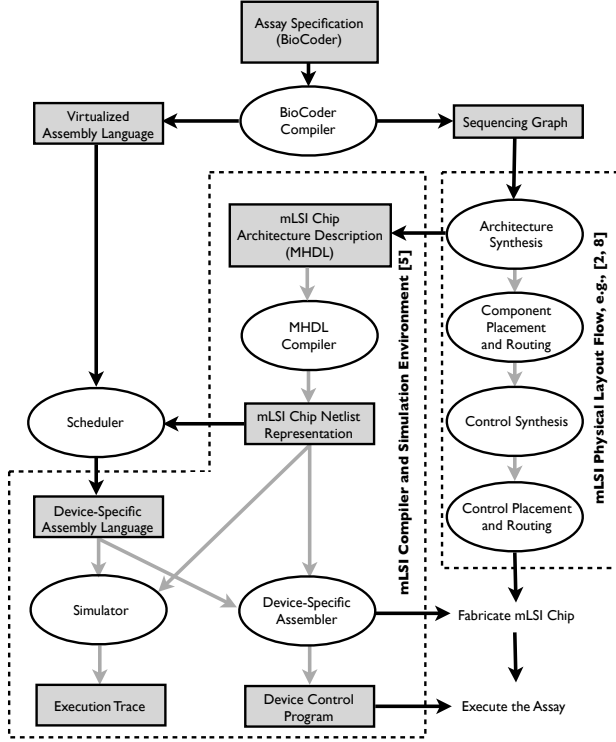 Assay Specification
(BioCoder)
BioCoder
Compiler
Virtualized
Assembly Language
Sequencing Graph
mLSI Chip
Architecture Description
(MHDL)
Architecture
Synthesis
MHDL
Compiler
Component
Placement
and Routing
Scheduler
mLSI Chip Netlist
Representation
Control Synthesis
Device-Specific
Assembly Language
Control Placement
and Routing
Simulator
Device-Specific
Assembler
Fabricate mLSI Chip
Execution Trace
Device Control
Program
Execute the Assay
mLSI Compiler and Simulation Environment [5]
mLSI Physical Layout Flow, e.g., [2, 8]